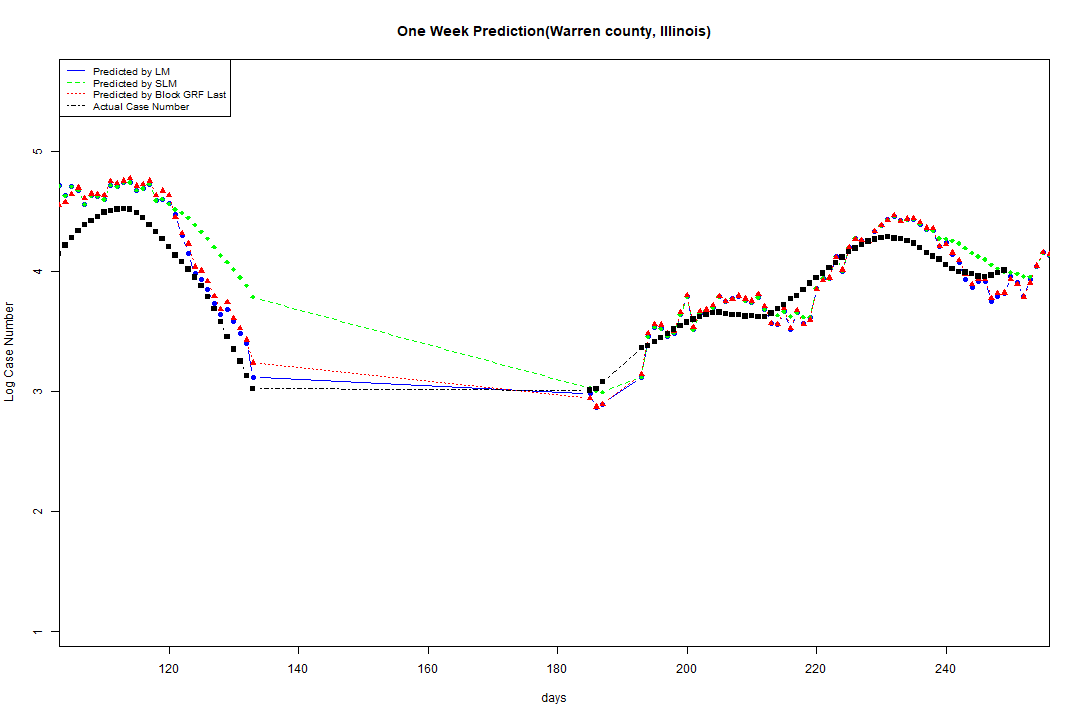 One Week Prediction(Warren county, Illinois)
Predicted by LM
Predicted by SLM
Predicted by Block GRF Last
Actual Case Number
5
4
3
2
1
Log Case Number
120 140 160 180 200 220 240
days